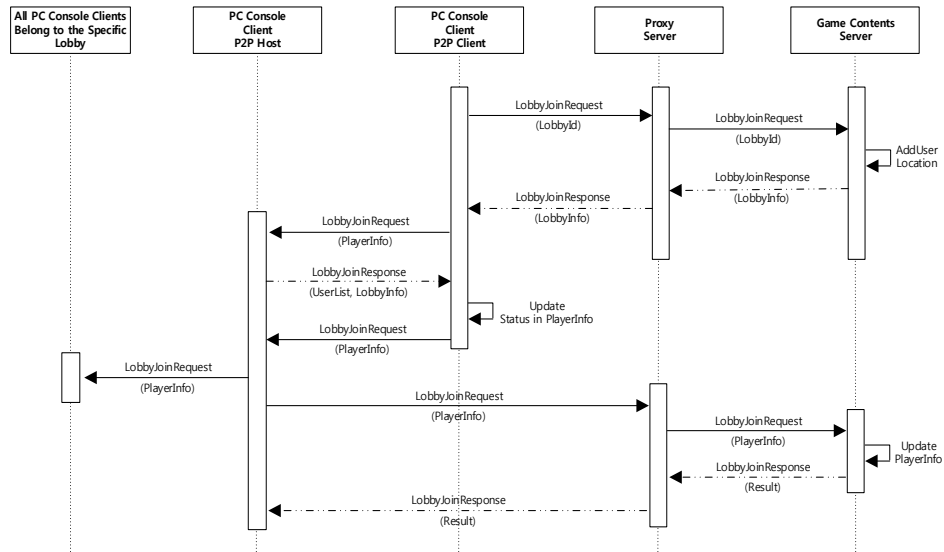 All PC Console Clients
Belong to the Specific
Lobby
PC Console
Client
P2P Host
PC Console
Client
P2P Client
Proxy
Server
Game Contents
Server
LobbyJoinRequest
(LobbyId)
LobbyJoinRequest
(LobbyId)
AddUser
Location
LobbyJoinResponse
(LobbyInfo)
LobbyJoinResponse
(LobbyInfo)
LobbyJoinRequest
(PlayerInfo)
LobbyJoinResponse
(UserList, LobbyInfo)
Update
Status in PlayerInfo
LobbyJoinRequest
(PlayerInfo)
LobbyJoinRequest
(PlayerInfo)
LobbyJoinRequest
(PlayerInfo)
LobbyJoinRequest
(PlayerInfo)
Update
PlayerInfo
LobbyJoinResponse
(Result)
LobbyJoinResponse
(Result)